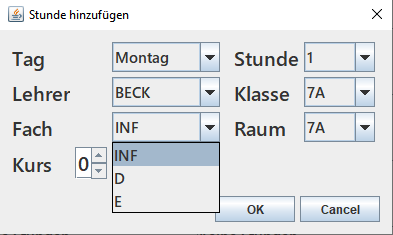 Stunde hinzufügen
Tag Montag Stunde 1
Lehrer BECK Klasse 7A
Fach INF Raum 7A
Kurs 0 INF
D
E
OK Cancel